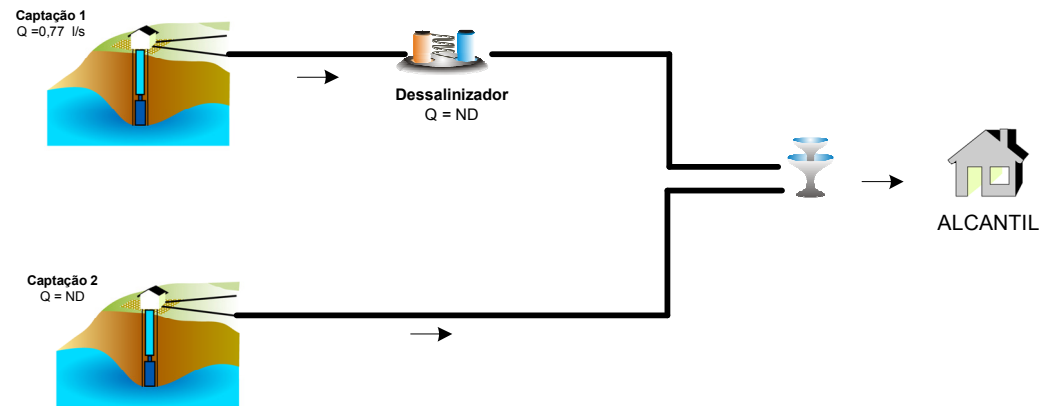 Captação 1
Q =0,77 l/s
Dessalinizador
Q = ND
ALCANTIL
Captação 2
Q = ND